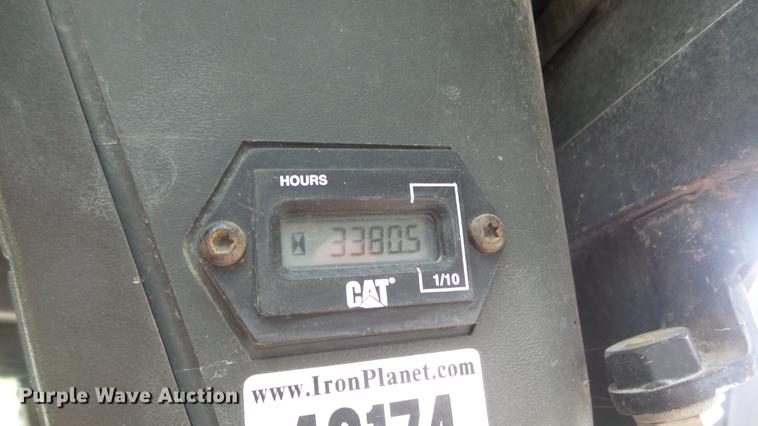 HOURS
3380.5
1/10
CAT®
www.IronPlanet.com
Purple Wave Auction